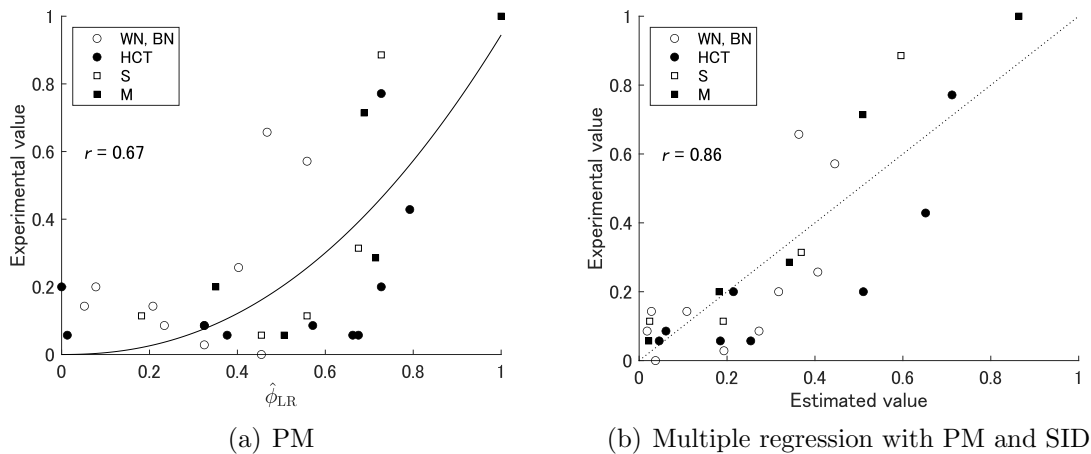 1
0.8
0.6
0.4
0.2
0
Experimental value
WN, BN
HCT
S
M
r = 0.67
0 0.2 0.4 0.6 0.8 1
ϕ̂LR
(a) PM
1
0.8
0.6
0.4
0.2
0
Experimental value
WN, BN
HCT
S
M
r = 0.86
0 0.2 0.4 0.6 0.8 1
Estimated value
(b) Multiple regression with PM and SID